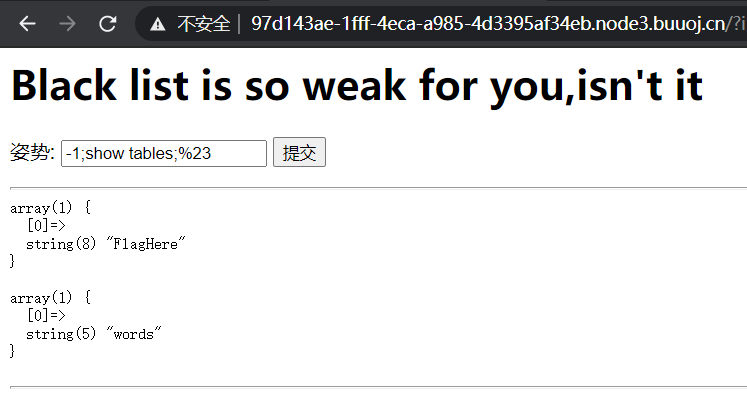 不安全 | 97d143ae-1fff-4eca-a985-4d3395af34eb.node3.buuoj.cn/?i
Black list is so weak for you,isn't it
姿势: -1;show tables;%23 提交
array(1) {
[0]=>
string(8) "FlagHere"
}
array(1) {
[0]=>
string(5) "words"
}